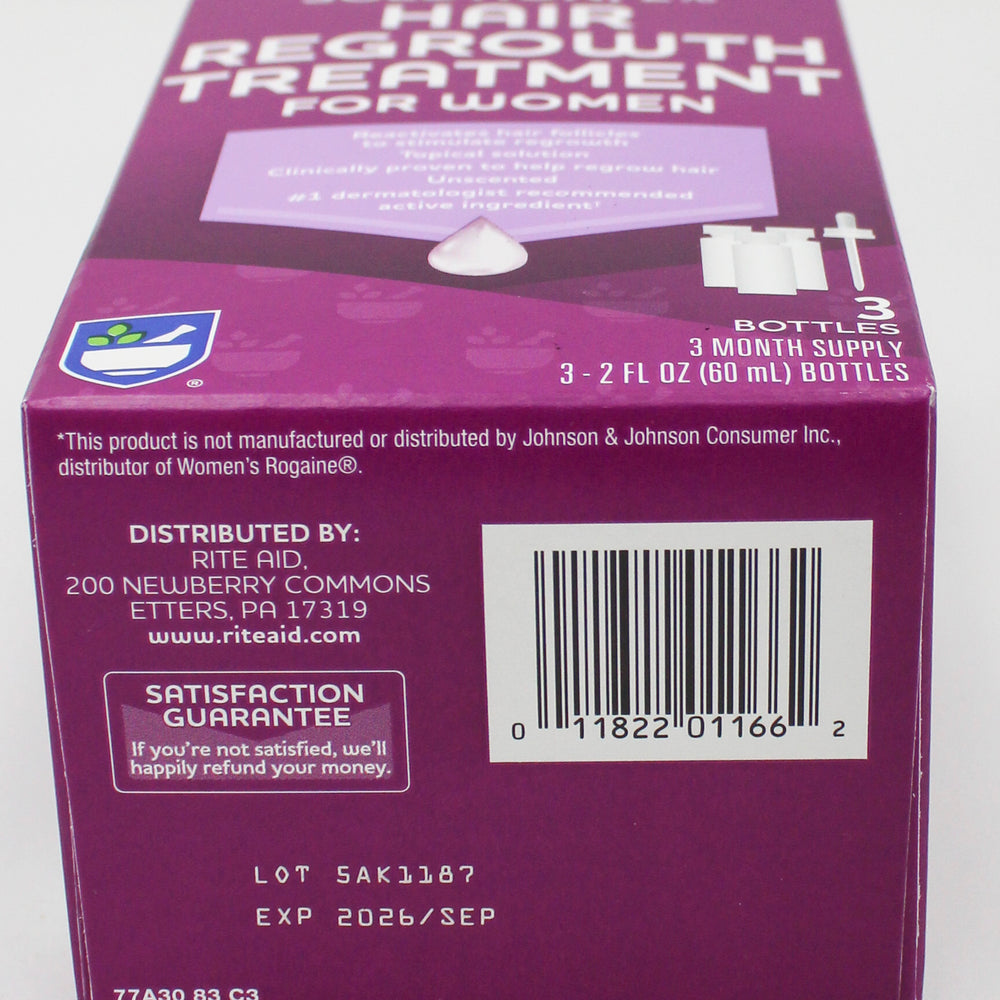 HAIR
REGROWTH
TREATMENT
FOR WOMEN
Reactivates hair follicles
to stimulate regrowth
Topical solution
Clinically proven to help regrow hair
Unscented
#1 dermatologist recommended
active ingredient†
3
BOTTLES
3 MONTH SUPPLY
3 - 2 FL OZ (60 mL) BOTTLES
®
*This product is not manufactured or distributed by Johnson & Johnson Consumer Inc.,
distributor of Women's Rogaine®.
DISTRIBUTED BY:
RITE AID,
200 NEWBERRY COMMONS
ETTERS, PA 17319
www.riteaid.com
SATISFACTION
GUARANTEE
If you're not satisfied, we'll
happily refund your money.
0 11822 01166 2
LOT 5AK1187
EXP 2026/SEP
77A30 83 C3